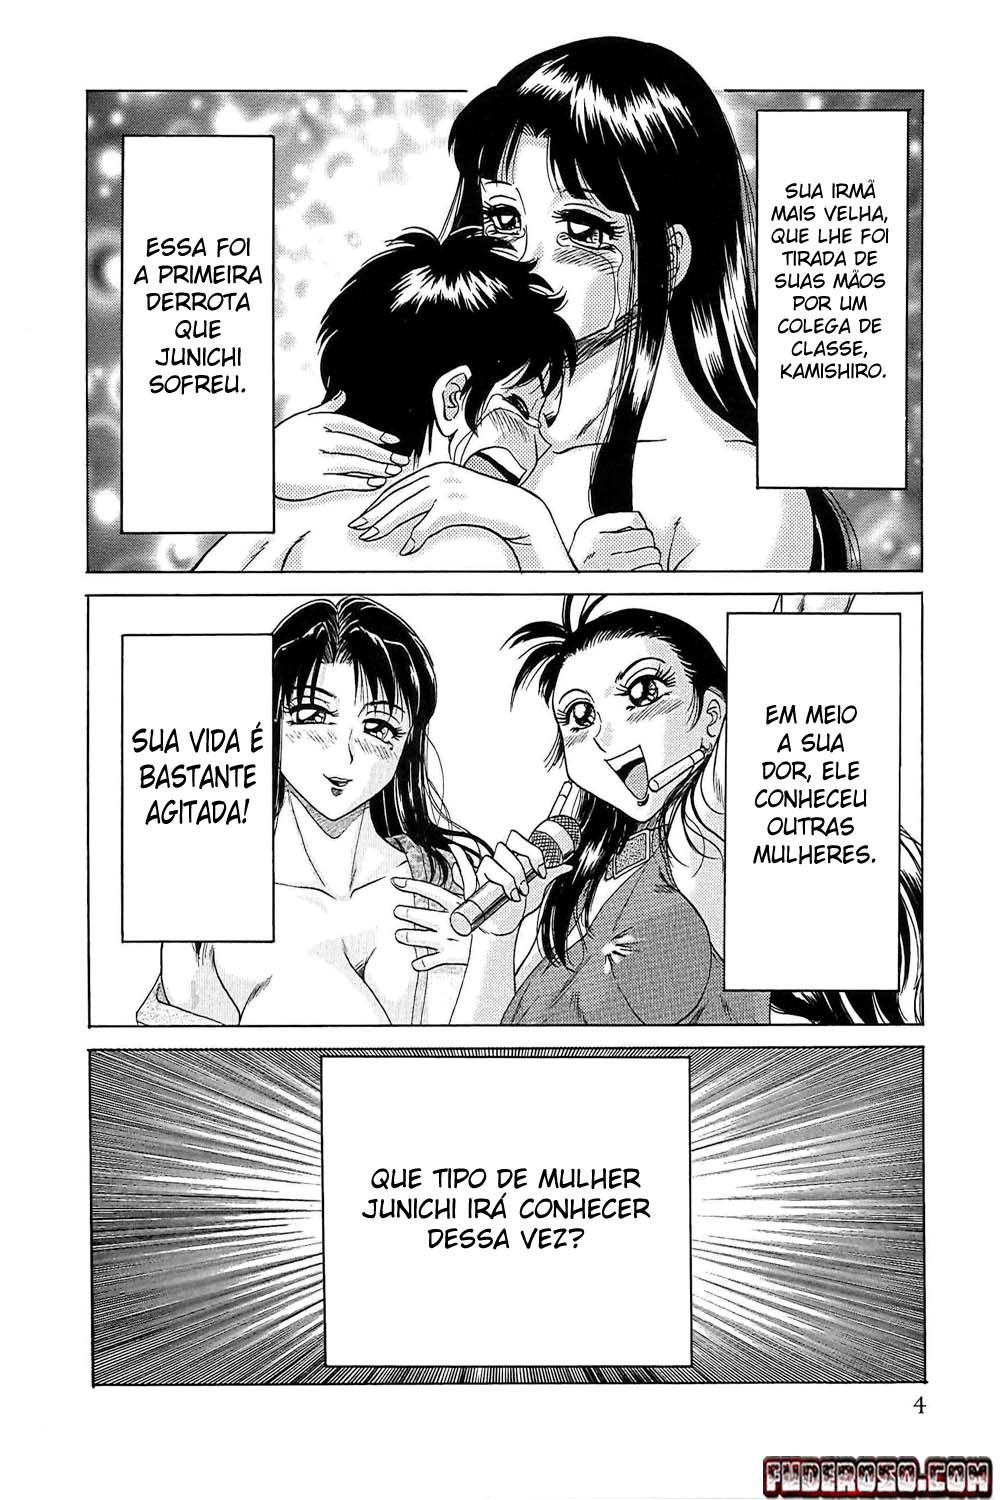 SUA IRMÃ
MAIS VELHA,
QUE LHE FOI
TIRADA DE
SUAS MÃOS
POR UM
COLEGA DE
CLASSE,
KAMISHIRO.
ESSA FOI
A PRIMEIRA
DERROTA
QUE
JUNICHI
SOFREU.
EM MEIO
A SUA
DOR, ELE
CONHECEU
OUTRAS
MULHERES.
SUA VIDA É
BASTANTE
AGITADA!
QUE TIPO DE MULHER
JUNICHI IRÁ CONHECER
DESSA VEZ?
4
FUDEROSO.COM